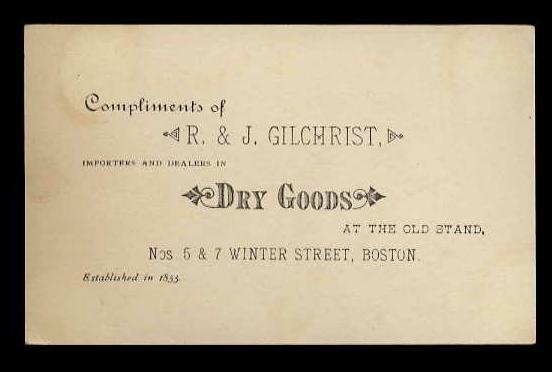 Compliments of
R. & J. GILCHRIST,
IMPORTERS AND DEALERS IN
DRY GOODS
AT THE OLD STAND,
Nos 5 & 7 WINTER STREET, BOSTON.
Established in 1855.